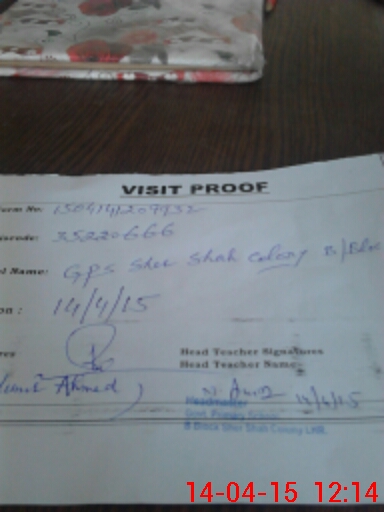 VISIT PROOF
Form No: 1504141209932
35220666
Name: GPS Sher Shah Colony B/Block
on : 14/4/15
Head Teacher Signatures
Head Teacher Name
Ahmed )
14/4/15
Headmaster
Govt. Primary School
B Block Sher Shah Colony LHR.
14-04-15 12:14